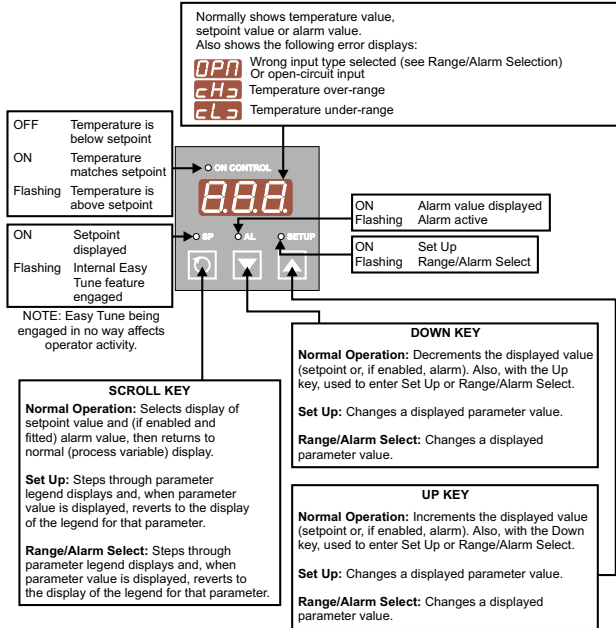 Normally shows temperature value,
setpoint value or alarm value.
Also shows the following error displays:
OPN Wrong input type selected (see Range/Alarm Selection)
Or open-circuit input
cHɔ Temperature over-range
cLɔ Temperature under-range
OFF Temperature is
below setpoint
ON Temperature
matches setpoint
Flashing Temperature is
above setpoint
ON CONTROL
8.8.8.
SP AL SETUP
ON Alarm value displayed
Flashing Alarm active
ON Set Up
Flashing Range/Alarm Select
ON Setpoint
displayed
Flashing Internal Easy
Tune feature
engaged
NOTE: Easy Tune being
engaged in no way affects
operator activity.
DOWN KEY
Normal Operation: Decrements the displayed value
(setpoint or, if enabled, alarm). Also, with the Up
key, used to enter Set Up or Range/Alarm Select.
Set Up: Changes a displayed parameter value.
Range/Alarm Select: Changes a displayed
parameter value.
SCROLL KEY
Normal Operation: Selects display of
setpoint value and (if enabled and
fitted) alarm value, then returns to
normal (process variable) display.
Set Up: Steps through parameter
legend displays and, when parameter
value is displayed, reverts to the display
of the legend for that parameter.
Range/Alarm Select: Steps through
parameter legend displays and, when
parameter value is displayed, reverts to
the display of the legend for that parameter.
UP KEY
Normal Operation: Increments the displayed value
(setpoint or, if enabled, alarm). Also, with the Down
key, used to enter Set Up or Range/Alarm Select.
Set Up: Changes a displayed parameter value.
Range/Alarm Select: Changes a displayed
parameter value.